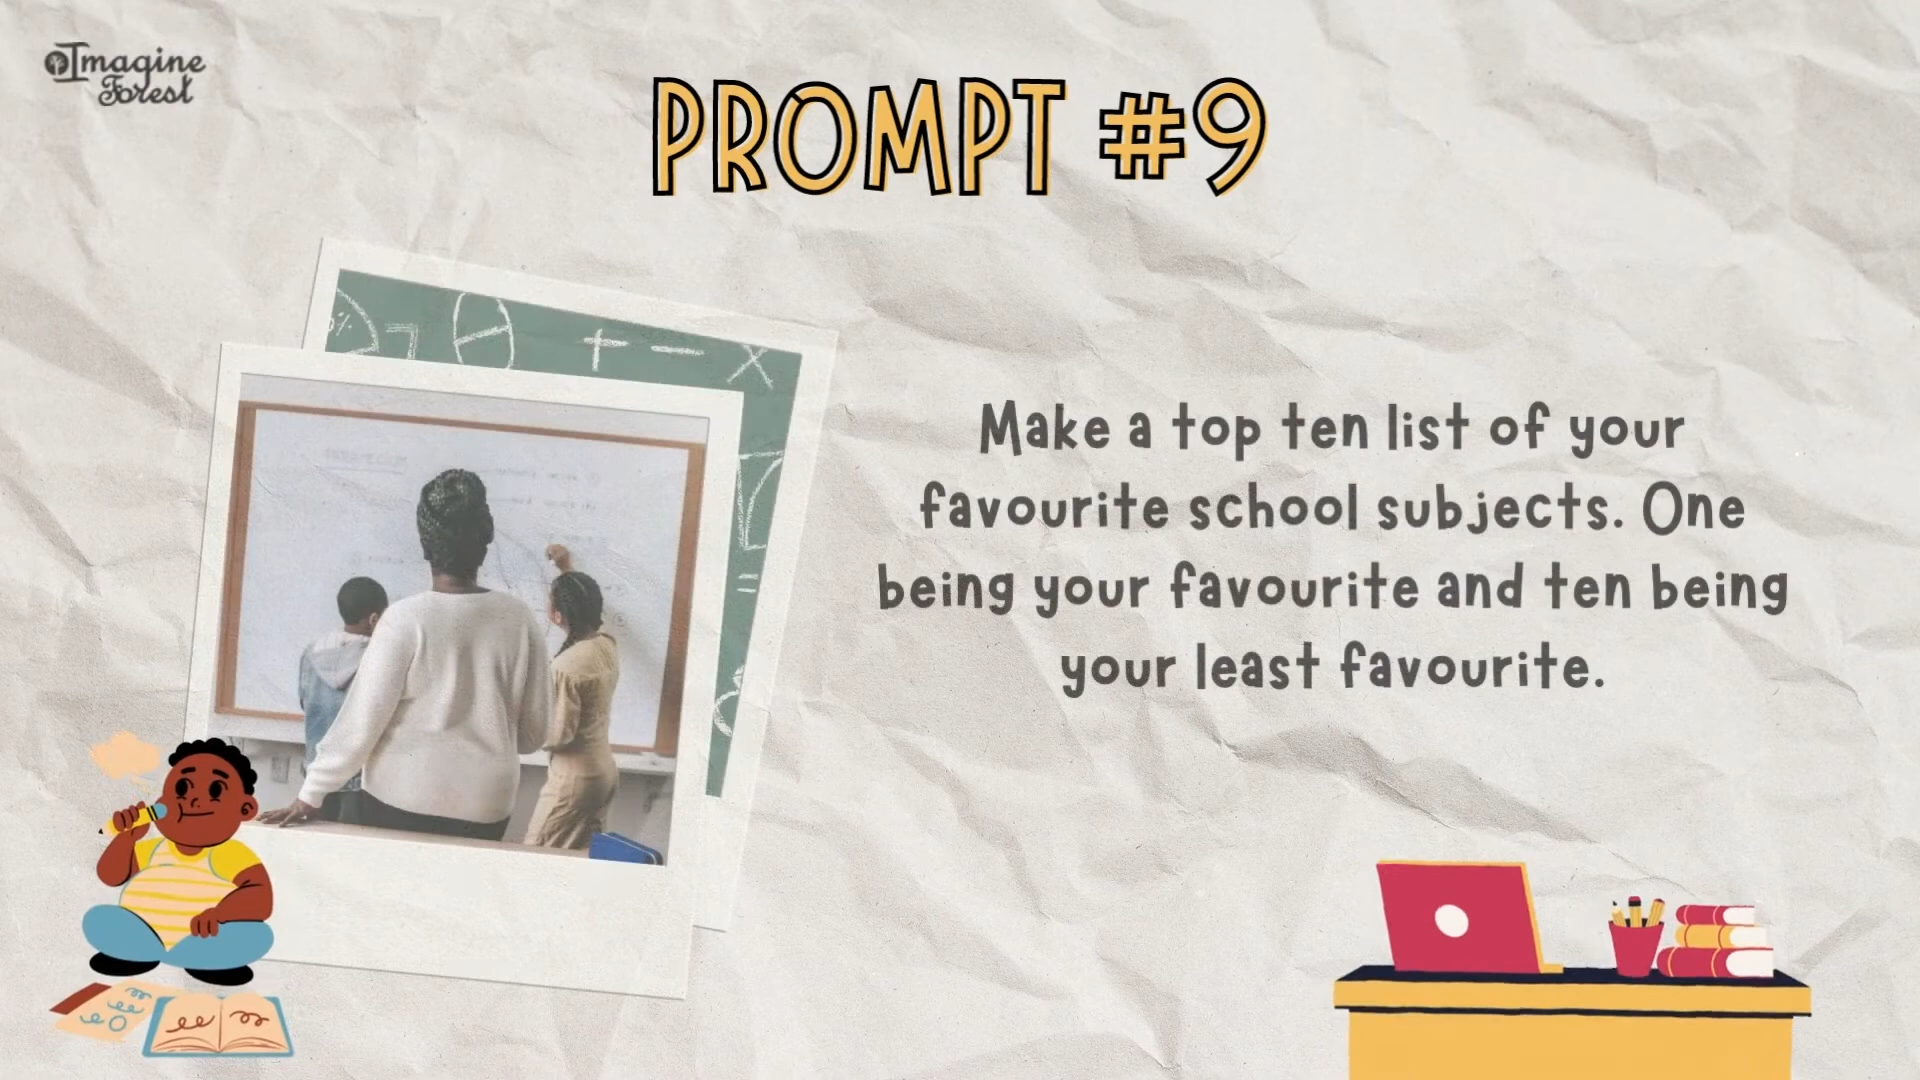 Imagine
Forest
PROMPT #9
Make a top ten list of your
favourite school subjects. One
being your favourite and ten being
your least favourite.
+ - x
=